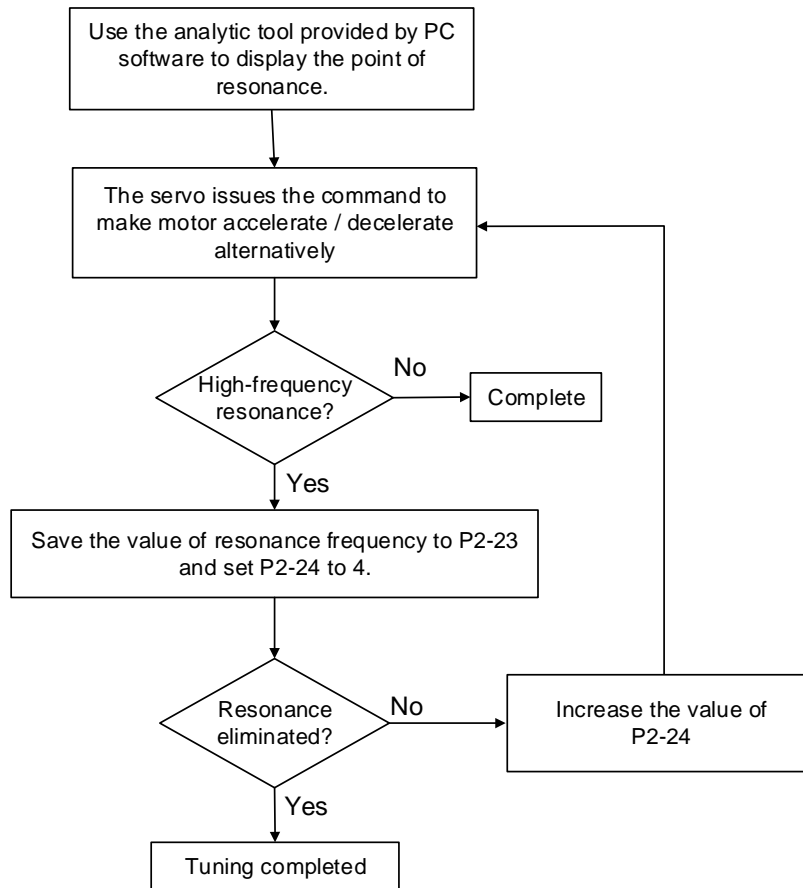 Use the analytic tool provided by PC
software to display the point of
resonance.
The servo issues the command to
make motor accelerate / decelerate
alternatively
High-frequency
resonance?
No
Complete
Yes
Save the value of resonance frequency to P2-23
and set P2-24 to 4.
Resonance
eliminated?
No
Increase the value of
P2-24
Yes
Tuning completed